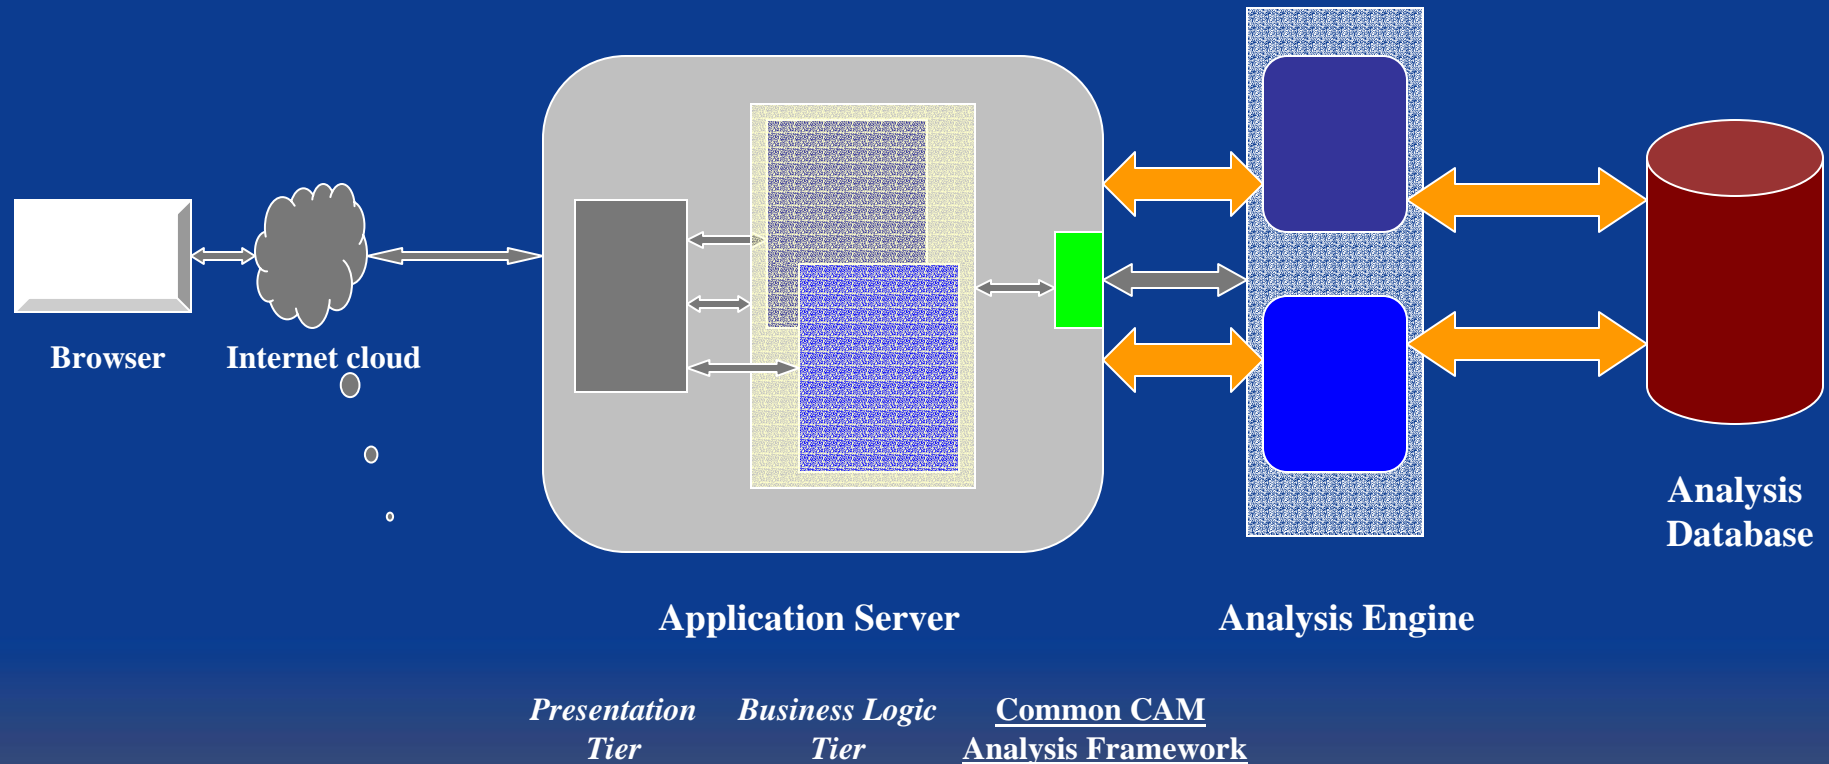 Browser
Internet cloud
Analysis
Database
Application Server
Analysis Engine
Presentation
Tier
Business Logic
Tier
Common CAM
Analysis Framework